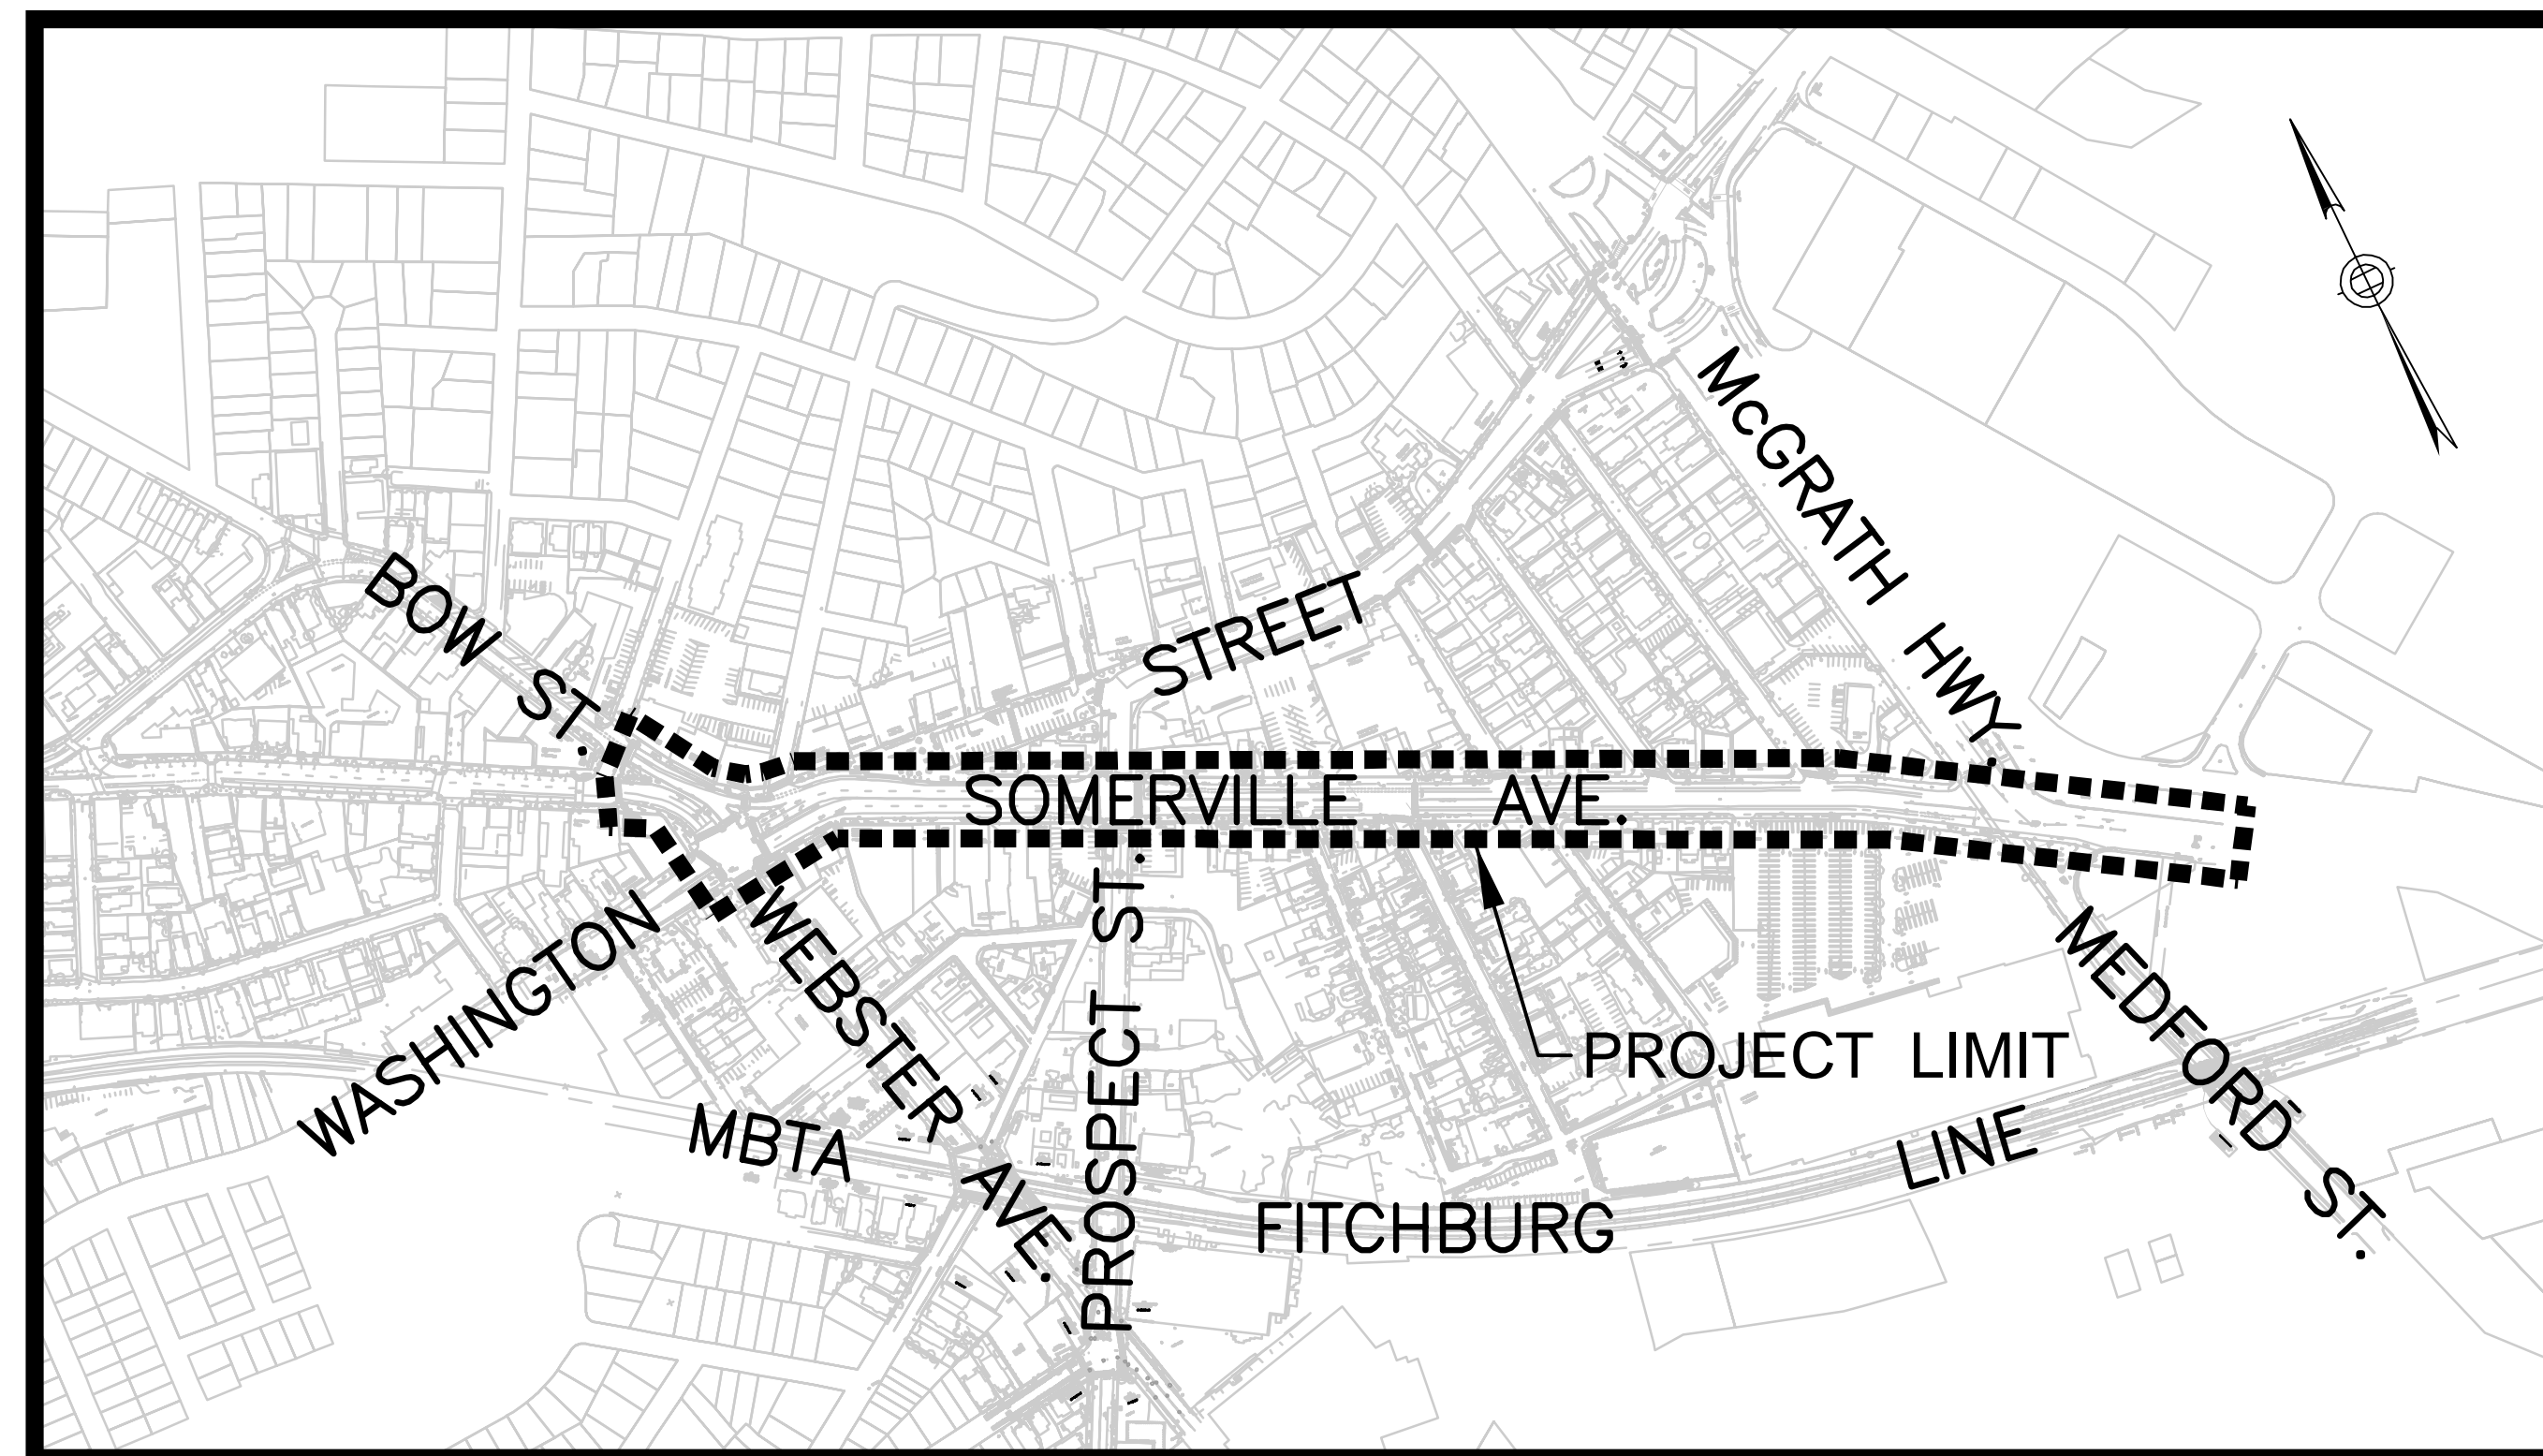 McGRATH HWY.
BOW ST.
WASHINGTON STREET
SOMERVILLE AVE.
WEBSTER AVE.
PROSPECT ST.
PROJECT LIMIT
MEDFORD ST.
MBTA FITCHBURG LINE